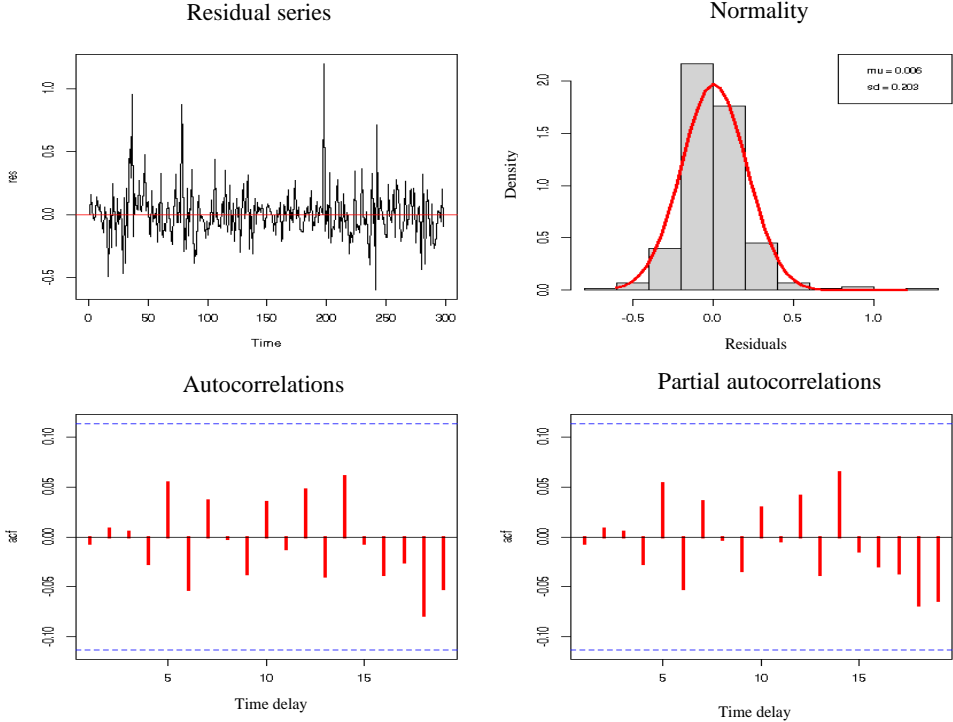 Residual series
1.0
0.5
0.0
-0.5
res
0
50
100
150
200
250
300
Time
Normality
mu = 0.006
sd = 0.203
2.0
1.5
1.0
0.5
0.0
Density
-0.5
0.0
0.5
1.0
Residuals
Autocorrelations
0.10
0.05
0.00
-0.05
-0.10
acf
5
10
15
Time delay
Partial autocorrelations
0.10
0.05
0.00
-0.05
-0.10
acf
5
10
15
Time delay